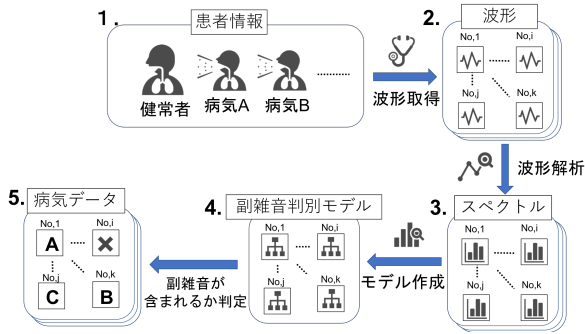 1.
患者情報
健常者
病気A
病気B
波形取得
2.
波形
No,1
No,i
No,j
No,k
波形解析
3.
スペクトル
No,1
No,i
No,j
No,k
モデル作成
4.
副雑音判別モデル
No,1
No,i
No,j
No,k
副雑音が
含まれるか判定
5.
病気データ
No,1
No,i
A
No,j
No,k
C
B